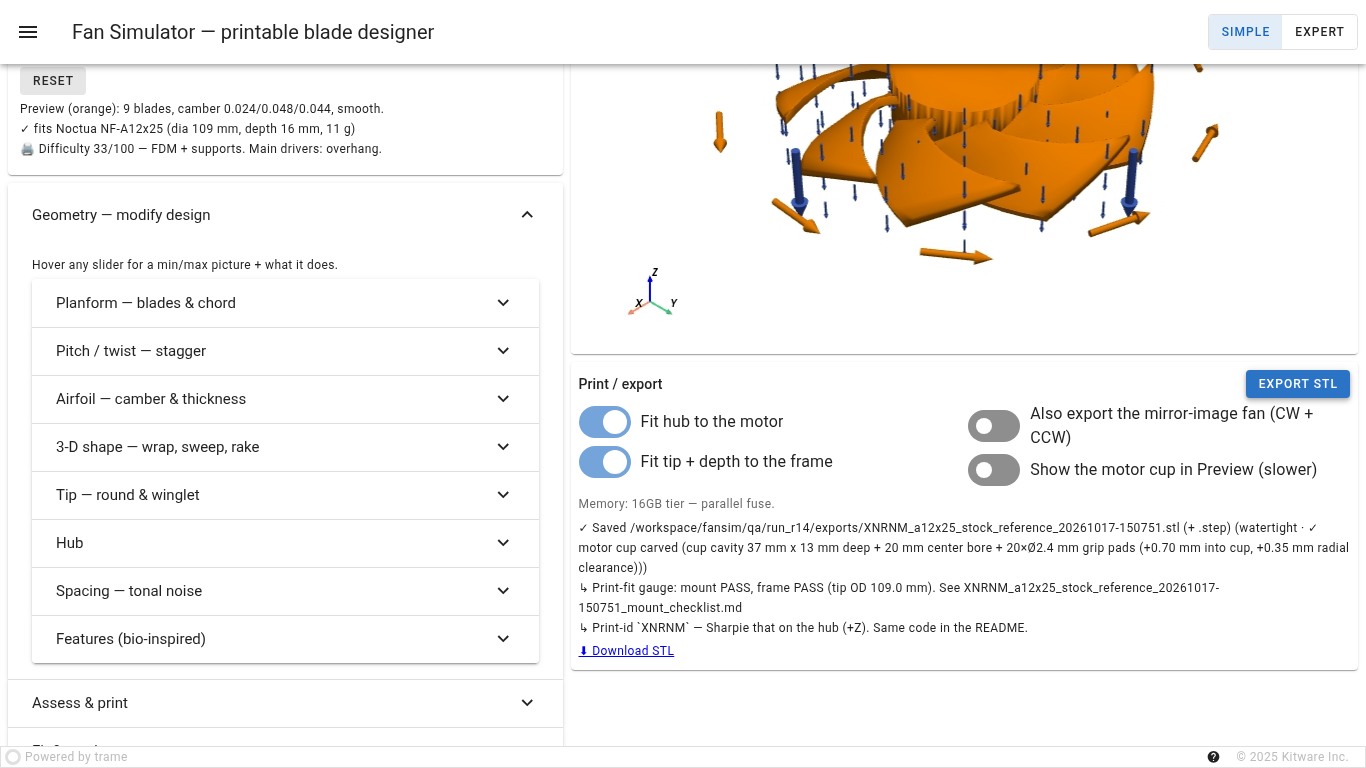 Fan Simulator — printable blade designer
SIMPLE
EXPERT
RESET
Preview (orange): 9 blades, camber 0.024/0.048/0.044, smooth.
✓ fits Noctua NF-A12x25 (dia 109 mm, depth 16 mm, 11 g)
🖨️ Difficulty 33/100 — FDM + supports. Main drivers: overhang.
Geometry — modify design
Hover any slider for a min/max picture + what it does.
Planform — blades & chord
Pitch / twist — stagger
Airfoil — camber & thickness
3-D shape — wrap, sweep, rake
Tip — round & winglet
Hub
Spacing — tonal noise
Features (bio-inspired)
Assess & print
Z
X
Y
Print / export
EXPORT STL
Fit hub to the motor
Fit tip + depth to the frame
Also export the mirror-image fan (CW +
CCW)
Show the motor cup in Preview (slower)
Memory: 16GB tier — parallel fuse.
✓ Saved /workspace/fansim/qa/run_r14/exports/XNRNM_a12x25_stock_reference_20261017-150751.stl (+ .step) (watertight · ✓
motor cup carved (cup cavity 37 mm x 13 mm deep + 20 mm center bore + 20×Ø2.4 mm grip pads (+0.70 mm into cup, +0.35 mm radial
clearance)))
↳ Print-fit gauge: mount PASS, frame PASS (tip OD 109.0 mm). See XNRNM_a12x25_stock_reference_20261017-
150751_mount_checklist.md
↳ Print-id `XNRNM` — Sharpie that on the hub (+Z). Same code in the README.
⬇ Download STL
Powered by trame
© 2025 Kitware Inc.